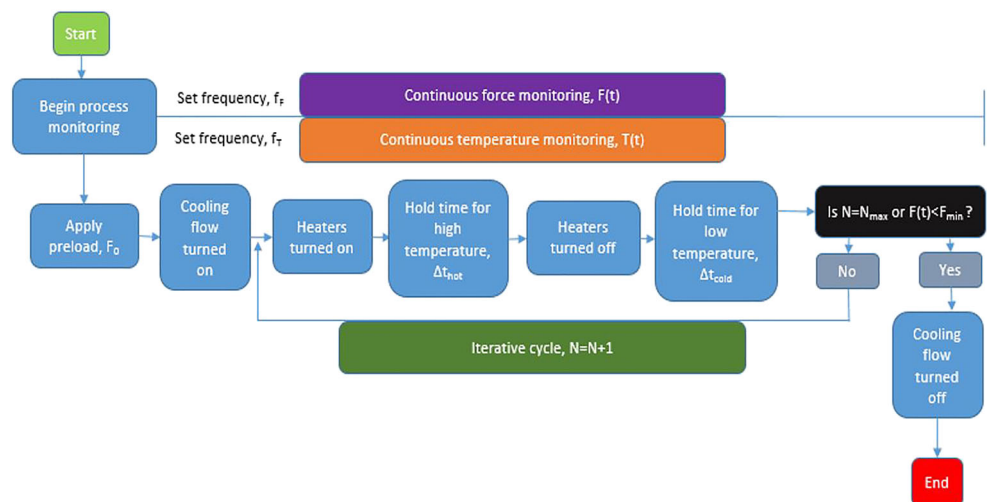 Start
Begin process
monitoring
Set frequency, fF
Continuous force monitoring, F(t)
Set frequency, fT
Continuous temperature monitoring, T(t)
Apply
preload, F0
Cooling
flow
turned
on
Heaters
turned on
Hold time for
high
temperature,
Δthot
Heaters
turned off
Hold time for
low
temperature,
Δtcold
Is N=Nmax or F(t)<Fmin ?
No
Yes
Iterative cycle, N=N+1
Cooling
flow
turned
off
End